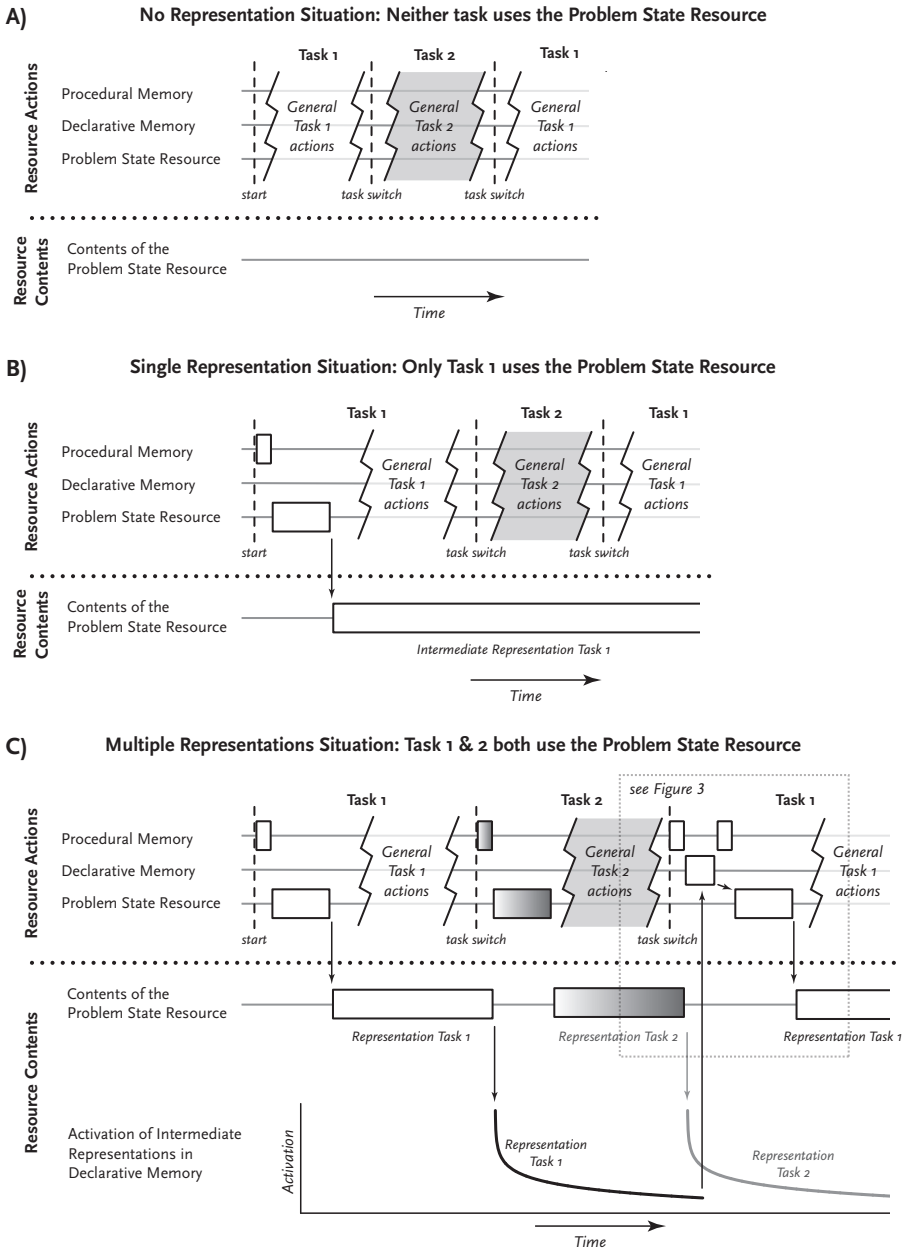 A)
No Representation Situation: Neither task uses the Problem State Resource
Task 1
Task 2
Task 1
Resource Actions
Procedural Memory
Declarative Memory
Problem State Resource
General
Task 1
actions
General
Task 2
actions
General
Task 1
actions
start
task switch
task switch
Resource
Contents
Contents of the
Problem State Resource
Time
B)
Single Representation Situation: Only Task 1 uses the Problem State Resource
Task 1
Task 2
Task 1
Resource Actions
Procedural Memory
Declarative Memory
Problem State Resource
General
Task 1
actions
General
Task 2
actions
General
Task 1
actions
start
task switch
task switch
Resource
Contents
Contents of the
Problem State Resource
Intermediate Representation Task 1
Time
C)
Multiple Representations Situation: Task 1 & 2 both use the Problem State Resource
see Figure 3
Task 1
Task 2
Task 1
Resource Actions
Procedural Memory
Declarative Memory
Problem State Resource
General
Task 1
actions
General
Task 2
actions
General
Task 1
actions
start
task switch
task switch
Resource Contents
Contents of the
Problem State Resource
Representation Task 1
Representation Task 2
Representation Task 1
Activation of Intermediate
Representations in
Declarative Memory
Activation
Representation
Task 1
Representation
Task 2
Time